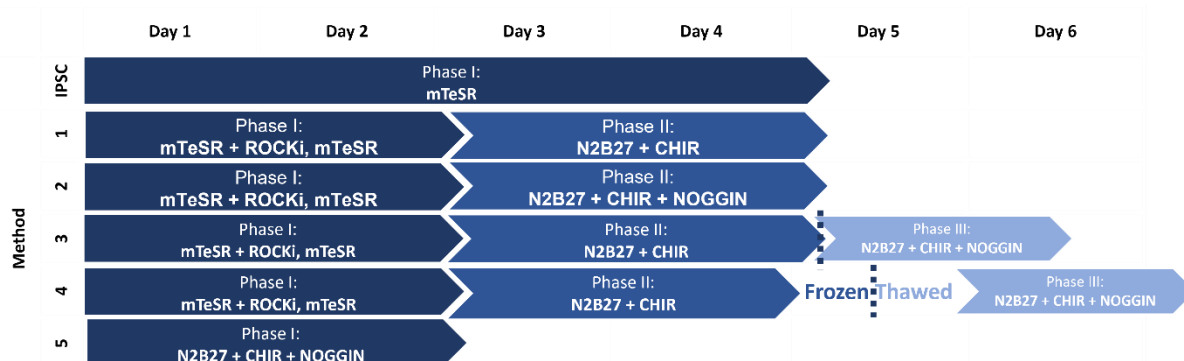 Day 1 Day 2 Day 3 Day 4 Day 5 Day 6
Method
IPSC
Phase I:
mTeSR
1
Phase I:
mTeSR + ROCKi, mTeSR
Phase II:
N2B27 + CHIR
2
Phase I:
mTeSR + ROCKi, mTeSR
Phase II:
N2B27 + CHIR + NOGGIN
3
Phase I:
mTeSR + ROCKi, mTeSR
Phase II:
N2B27 + CHIR
Phase III:
N2B27 + CHIR + NOGGIN
4
Phase I:
mTeSR + ROCKi, mTeSR
Phase II:
N2B27 + CHIR
Frozen Thawed
Phase III:
N2B27 + CHIR + NOGGIN
5
Phase I:
N2B27 + CHIR + NOGGIN